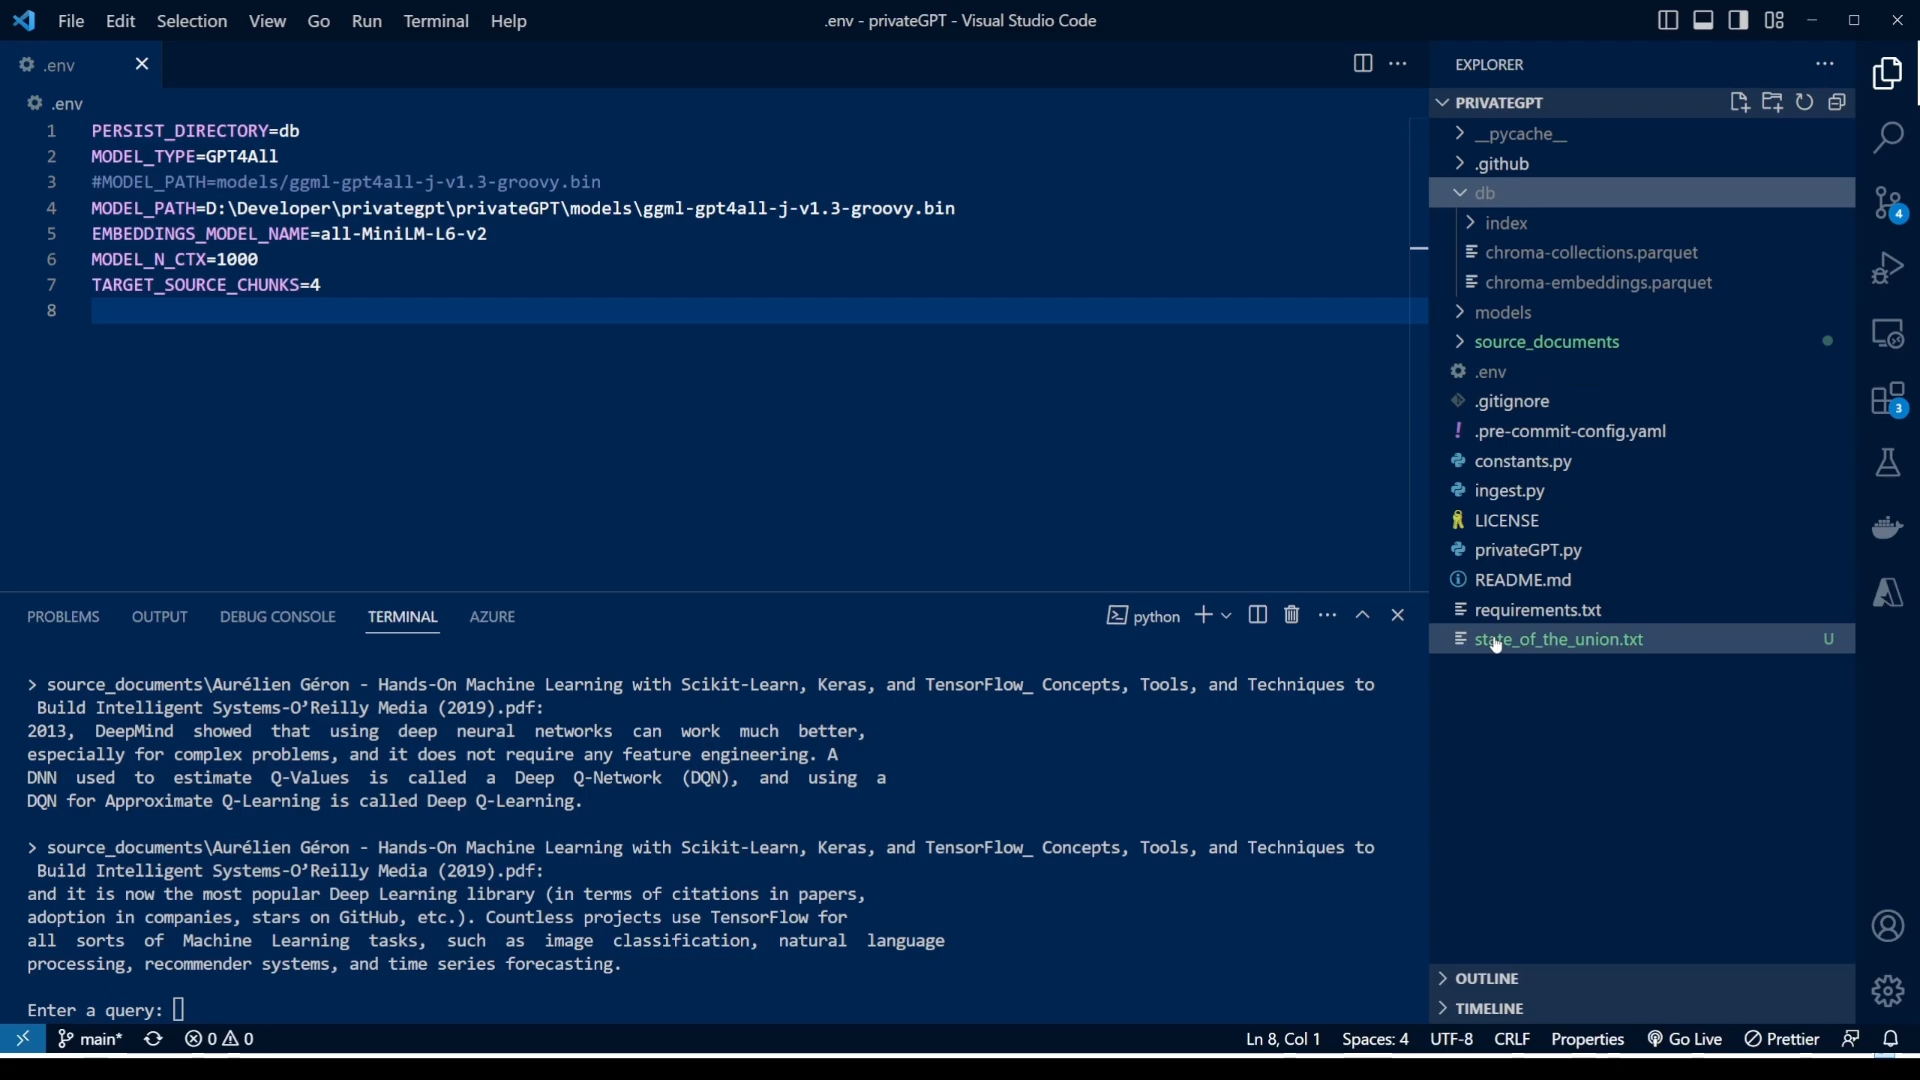 File Edit Selection View Go Run Terminal Help .env - privateGPT - Visual Studio Code
.env
.env
1 PERSIST_DIRECTORY=db
2 MODEL_TYPE=GPT4All
3 #MODEL_PATH=models/ggml-gpt4all-j-v1.3-groovy.bin
4 MODEL_PATH=D:\Developer\privategpt\privateGPT\models\ggml-gpt4all-j-v1.3-groovy.bin
5 EMBEDDINGS_MODEL_NAME=all-MiniLM-L6-v2
6 MODEL_N_CTX=1000
7 TARGET_SOURCE_CHUNKS=4
8
PROBLEMS OUTPUT DEBUG CONSOLE TERMINAL AZURE python
> source_documents\Aurélien Géron - Hands-On Machine Learning with Scikit-Learn, Keras, and TensorFlow_ Concepts, Tools, and Techniques to
Build Intelligent Systems-O’Reilly Media (2019).pdf:
2013, DeepMind showed that using deep neural networks can work much better,
especially for complex problems, and it does not require any feature engineering. A
DNN used to estimate Q-Values is called a Deep Q-Network (DQN), and using a
DQN for Approximate Q-Learning is called Deep Q-Learning.
> source_documents\Aurélien Géron - Hands-On Machine Learning with Scikit-Learn, Keras, and TensorFlow_ Concepts, Tools, and Techniques to
Build Intelligent Systems-O’Reilly Media (2019).pdf:
and it is now the most popular Deep Learning library (in terms of citations in papers,
adoption in companies, stars on GitHub, etc.). Countless projects use TensorFlow for
all sorts of Machine Learning tasks, such as image classification, natural language
processing, recommender systems, and time series forecasting.
Enter a query:
EXPLORER
PRIVATEGPT
__pycache__
.github
db
index
chroma-collections.parquet
chroma-embeddings.parquet
models
source_documents
.env
.gitignore
.pre-commit-config.yaml
constants.py
ingest.py
LICENSE
privateGPT.py
README.md
requirements.txt
state_of_the_union.txt U
OUTLINE
TIMELINE
4
3
main* 0 0 Ln 8, Col 1 Spaces: 4 UTF-8 CRLF Properties Go Live Prettier